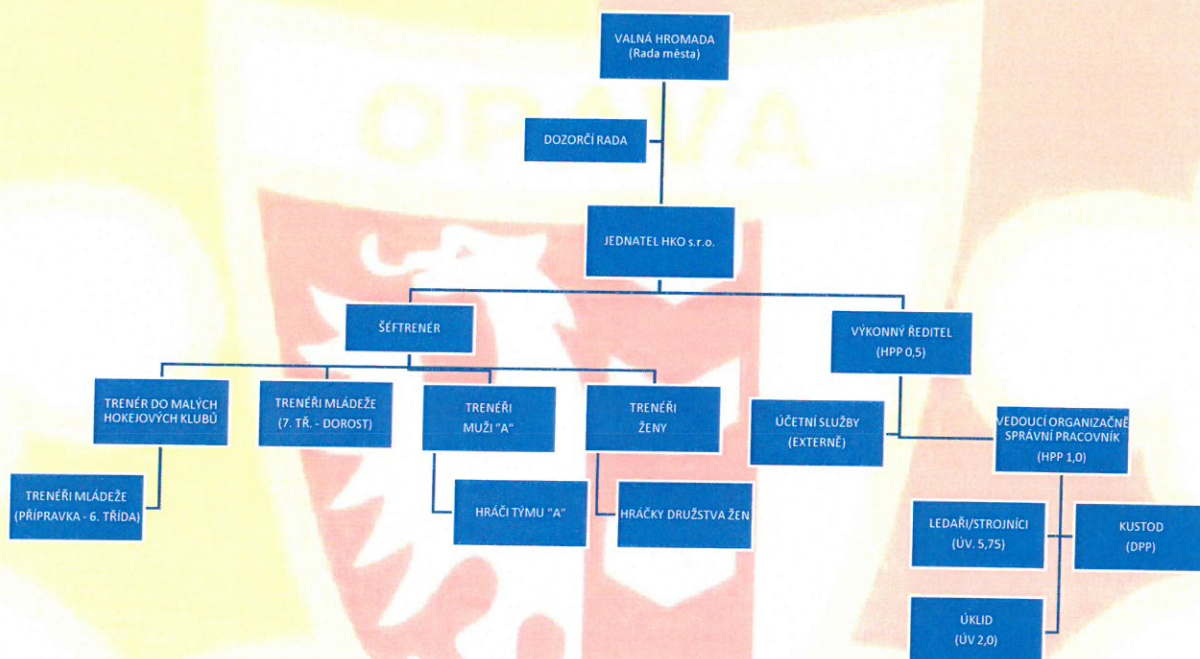 VALNÁ HROMADA
(Rada města)
OPAVA
DOZORČÍ RADA
JEDNATEL HKO s.r.o.
ŠÉFTRENÉR
VÝKONNÝ ŘEDITEL
(HPP 0,5)
TRENÉR DO MALÝCH
HOKEJOVÝCH KLUBŮ
TRENÉŘI MLÁDEŽE
(7. TŘ. - DOROST)
TRENÉŘI
MUŽI "A"
TRENÉŘI
ŽENY
ÚČETNÍ SLUŽBY
(EXTERNĚ)
VEDOUCÍ ORGANIZAČNĚ
SPRÁVNÍ PRACOVNÍK
(HPP 1,0)
TRENÉŘI MLÁDEŽE
(PŘÍPRAVKA - 6. TŘÍDA)
HRÁČI TÝMU "A"
HRÁČKY DRUŽSTVA ŽEN
LEDAŘI/STROJNÍCI
(ÚV. 5,75)
KUSTOD
(DPP)
ÚKLID
(ÚV 2,0)